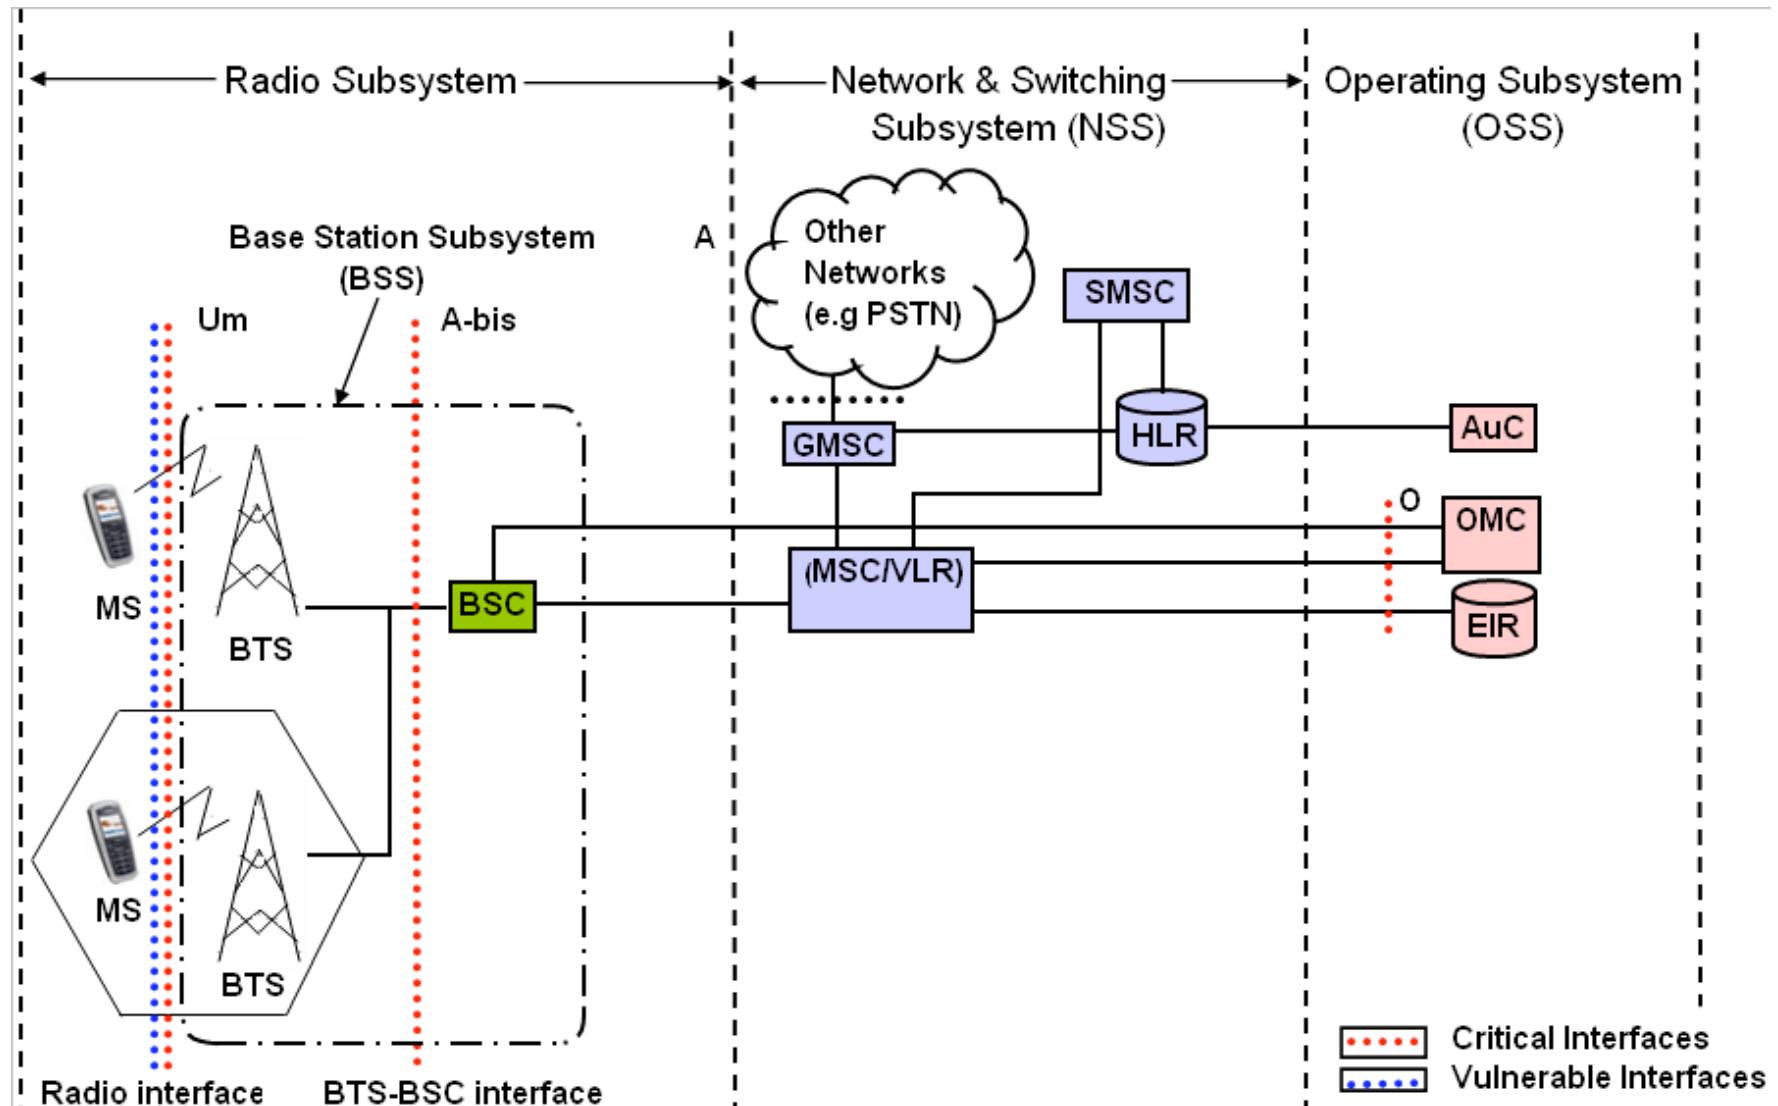 Radio Subsystem
Network & Switching
Subsystem (NSS)
Operating Subsystem
(OSS)
Base Station Subsystem
(BSS)
A
Other
Networks
(e.g PSTN)
SMSC
Um
A-bis
GMSC
HLR
AuC
O
OMC
MS
BTS
BSC
(MSC/VLR)
EIR
MS
BTS
Critical Interfaces
Vulnerable Interfaces
Radio interface
BTS-BSC interface